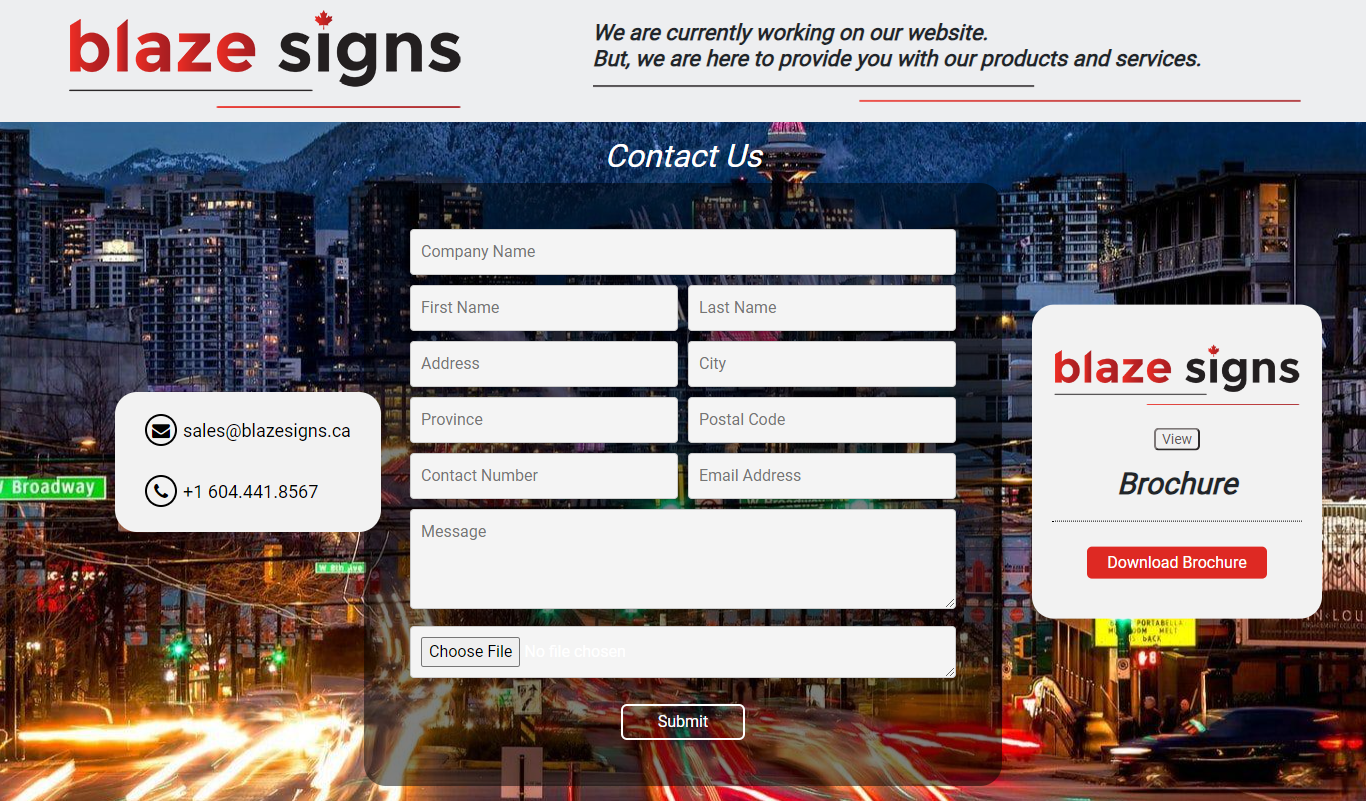 blaze signs
We are currently working on our website.
But, we are here to provide you with our products and services.
Contact Us
Company Name
First Name
Last Name
Address
City
Province
Postal Code
Contact Number
Email Address
Message
Choose File No file chosen
Submit
sales@blazesigns.ca
+1 604.441.8567
W Broadway
W 8th Ave
blaze signs
View
Brochure
Download Brochure
PORTABELLA
MELT
BACK